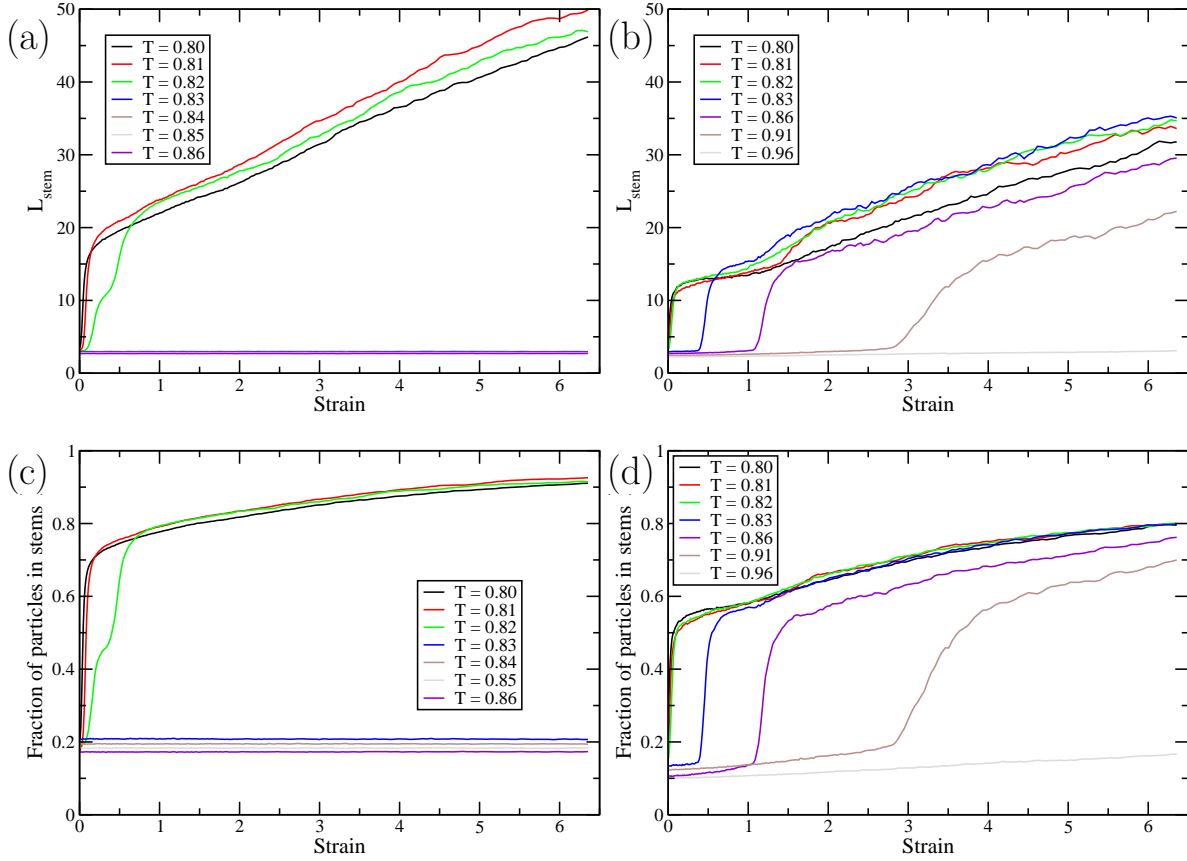 (a)
50
40
30
20
10
0
L_stem
T = 0.80
T = 0.81
T = 0.82
T = 0.83
T = 0.84
T = 0.85
T = 0.86
0 1 2 3 4 5 6
Strain
(b)
50
40
30
20
10
0
L_stem
T = 0.80
T = 0.81
T = 0.82
T = 0.83
T = 0.86
T = 0.91
T = 0.96
0 1 2 3 4 5 6
Strain
(c)
1
0.8
0.6
0.4
0.2
0
Fraction of particles in stems
T = 0.80
T = 0.81
T = 0.82
T = 0.83
T = 0.84
T = 0.85
T = 0.86
0 1 2 3 4 5 6
Strain
(d)
1
0.8
0.6
0.4
0.2
0
Fraction of particles in stems
T = 0.80
T = 0.81
T = 0.82
T = 0.83
T = 0.86
T = 0.91
T = 0.96
0 1 2 3 4 5 6
Strain